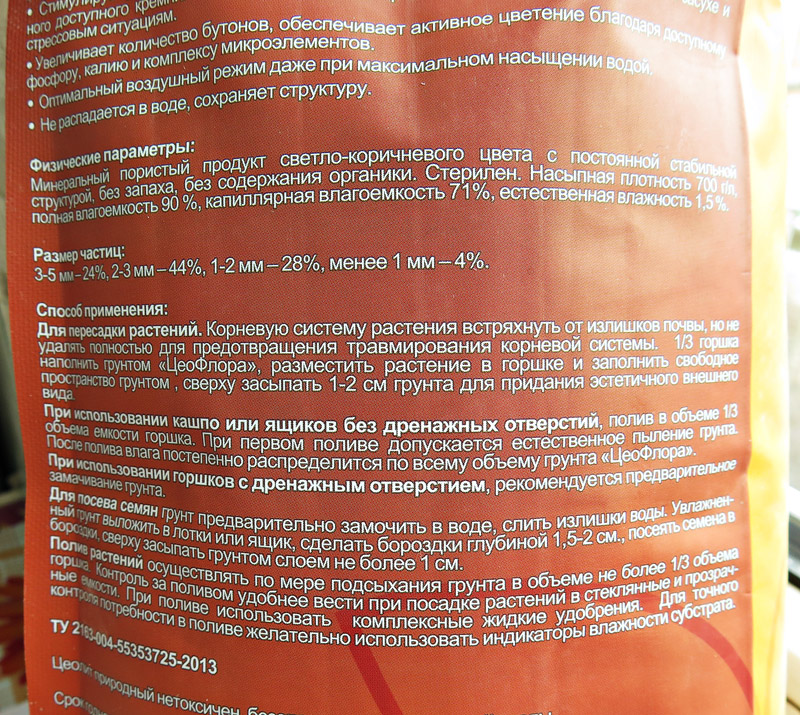 • Стимулиру
засухе и
ного доступного кремн
стрессовым ситуациям.
• Увеличивает количество бутонов, обеспечивает активное цветение благодаря доступному
фосфору, калию и комплексу микроэлементов.
• Оптимальный воздушный режим даже при максимальном насыщении водой.
• Не распадается в воде, сохраняет структуру.
Физические параметры:
Минеральный пористый продукт светло-коричневого цвета с постоянной стабильной
структурой, без запаха, без содержания органики. Стерилен. Насыпная плотность 700 г/л,
полная влагоемкость 90 %, капиллярная влагоемкость 71%, естественная влажность 1,5 %.
Размер частиц:
3-5 мм – 24%, 2-3 мм – 44%, 1-2 мм – 28%, менее 1 мм – 4%.
Способ применения:
Для пересадки растений. Корневую систему растения встряхнуть от излишков почвы, но не
удалять полностью для предотвращения травмирования корневой системы. 1/3 горшка
наполнить грунтом «ЦеоФлора», разместить растение в горшке и заполнить свободное
пространство грунтом , сверху засыпать 1-2 см грунта для придания эстетичного внешнего
вида.
При использовании кашпо или ящиков без дренажных отверстий, полив в объеме 1/3
объема емкости горшка. При первом поливе допускается естественное пыление грунта.
После полива влага постепенно распределится по всему объему грунта «ЦеоФлора».
При использовании горшков с дренажным отверстием, рекомендуется предварительное
замачивание грунта.
Для посева семян грунт предварительно замочить в воде, слить излишки воды. Увлажнен-
ный грунт выложить в лотки или ящик, сделать бороздки глубиной 1,5-2 см., посеять семена в
бороздки, сверху засыпать грунтом слоем не более 1 см.
Полив растений осуществлять по мере подсыхания грунта в объеме не более 1/3 объема
горшка. Контроль за поливом удобнее вести при посадке растений в стеклянные и прозрач-
ные емкости. При поливе использовать комплексные жидкие удобрения. Для точного
контроля потребности в поливе желательно использовать индикаторы влажности субстрата.
ТУ 2163-004-55353725-2013
Цеолит природный нетоксичен,
Срок